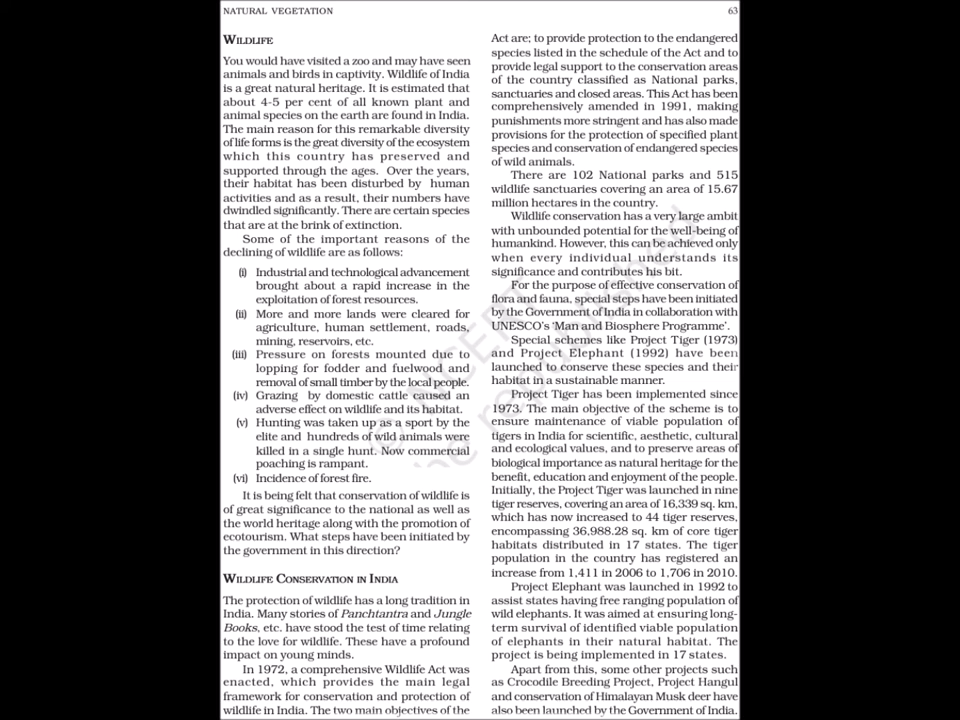 NATURAL VEGETATION
63
WILDLIFE
You would have visited a zoo and may have seen
animals and birds in captivity. Wildlife of India
is a great natural heritage. It is estimated that
about 4-5 per cent of all known plant and
animal species on the earth are found in India.
The main reason for this remarkable diversity
of life forms is the great diversity of the ecosystem
which this country has preserved and
supported through the ages. Over the years,
their habitat has been disturbed by human
activities and as a result, their numbers have
dwindled significantly. There are certain species
that are at the brink of extinction.
Some of the important reasons of the
declining of wildlife are as follows:
(i) Industrial and technological advancement
brought about a rapid increase in the
exploitation of forest resources.
(ii) More and more lands were cleared for
agriculture, human settlement, roads,
mining, reservoirs, etc.
(iii) Pressure on forests mounted due to
lopping for fodder and fuelwood and
removal of small timber by the local people.
(iv) Grazing by domestic cattle caused an
adverse effect on wildlife and its habitat.
(v) Hunting was taken up as a sport by the
elite and hundreds of wild animals were
killed in a single hunt. Now commercial
poaching is rampant.
(vi) Incidence of forest fire.
It is being felt that conservation of wildlife is
of great significance to the national as well as
the world heritage along with the promotion of
ecotourism. What steps have been initiated by
the government in this direction?
WILDLIFE CONSERVATION IN INDIA
The protection of wildlife has a long tradition in
India. Many stories of Panchtantra and Jungle
Books, etc. have stood the test of time relating
to the love for wildlife. These have a profound
impact on young minds.
In 1972, a comprehensive Wildlife Act was
enacted, which provides the main legal
framework for conservation and protection of
wildlife in India. The two main objectives of the
Act are; to provide protection to the endangered
species listed in the schedule of the Act and to
provide legal support to the conservation areas
of the country classified as National parks,
sanctuaries and closed areas. This Act has been
comprehensively amended in 1991, making
punishments more stringent and has also made
provisions for the protection of specified plant
species and conservation of endangered species
of wild animals.
There are 102 National parks and 515
wildlife sanctuaries covering an area of 15.67
million hectares in the country.
Wildlife conservation has a very large ambit
with unbounded potential for the well-being of
humankind. However, this can be achieved only
when every individual understands its
significance and contributes his bit.
For the purpose of effective conservation of
flora and fauna, special steps have been initiated
by the Government of India in collaboration with
UNESCO's 'Man and Biosphere Programme'.
Special schemes like Project Tiger (1973)
and Project Elephant (1992) have been
launched to conserve these species and their
habitat in a sustainable manner.
Project Tiger has been implemented since
1973. The main objective of the scheme is to
ensure maintenance of viable population of
tigers in India for scientific, aesthetic, cultural
and ecological values, and to preserve areas of
biological importance as natural heritage for the
benefit, education and enjoyment of the people.
Initially, the Project Tiger was launched in nine
tiger reserves, covering an area of 16,339 sq. km,
which has now increased to 44 tiger reserves,
encompassing 36,988.28 sq. km of core tiger
habitats distributed in 17 states. The tiger
population in the country has registered an
increase from 1,411 in 2006 to 1,706 in 2010.
Project Elephant was launched in 1992 to
assist states having free ranging population of
wild elephants. It was aimed at ensuring long-
term survival of identified viable population
of elephants in their natural habitat. The
project is being implemented in 17 states.
Apart from this, some other projects such
as Crocodile Breeding Project, Project Hangul
and conservation of Himalayan Musk deer have
also been launched by the Government of India.
© NCERT
be republished